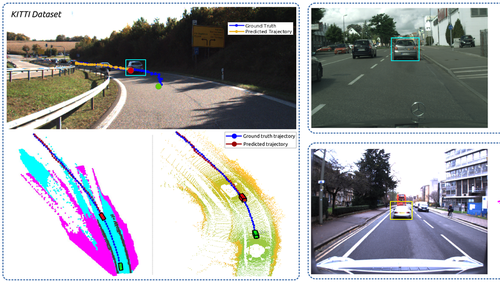 KITTI Dataset
Ground Truth
Predicted Trajectory
Ground truth trajectory
Predicted trajectory